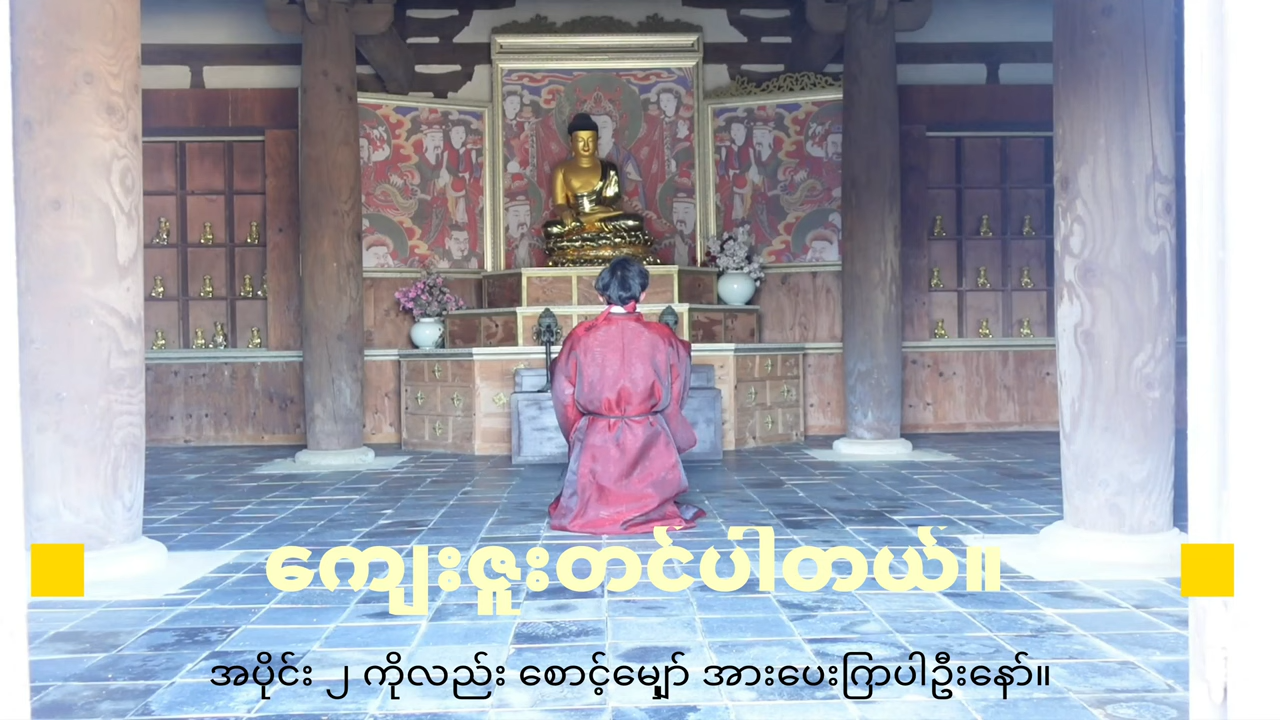 ကျေးဇူးတင်ပါတယ်။
အပိုင်း ၂ ကိုလည်း စောင့်မျှော် အားပေးကြပါဦးနော်။